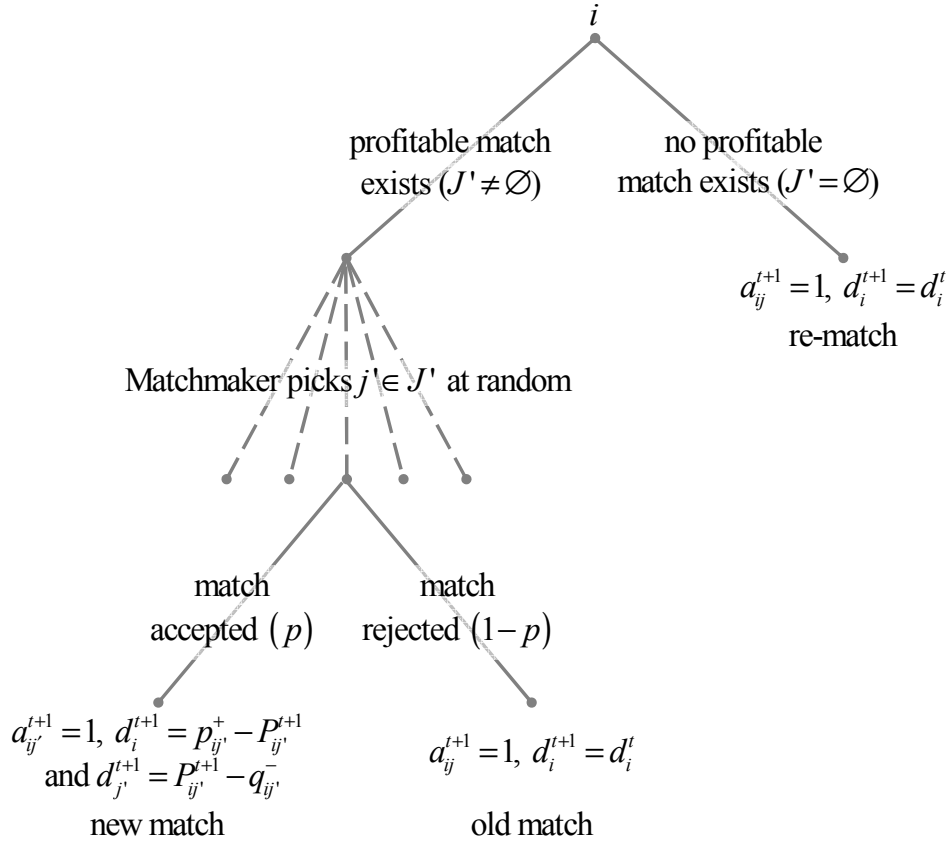 i
profitable match
exists (J' ≠ ∅)
no profitable
match exists (J' = ∅)
a_{ij}^{t+1} = 1, d_i^{t+1} = d_i^t
re-match
Matchmaker picks j' ∈ J' at random
match
accepted (p)
match
rejected (1 − p)
a_{ij′}^{t+1} = 1, d_i^{t+1} = p_{ij'}^+ − P_{ij'}^{t+1}
and d_{j'}^{t+1} = P_{ij'}^{t+1} − q_{ij'}^−
new match
a_{ij}^{t+1} = 1, d_i^{t+1} = d_i^t
old match